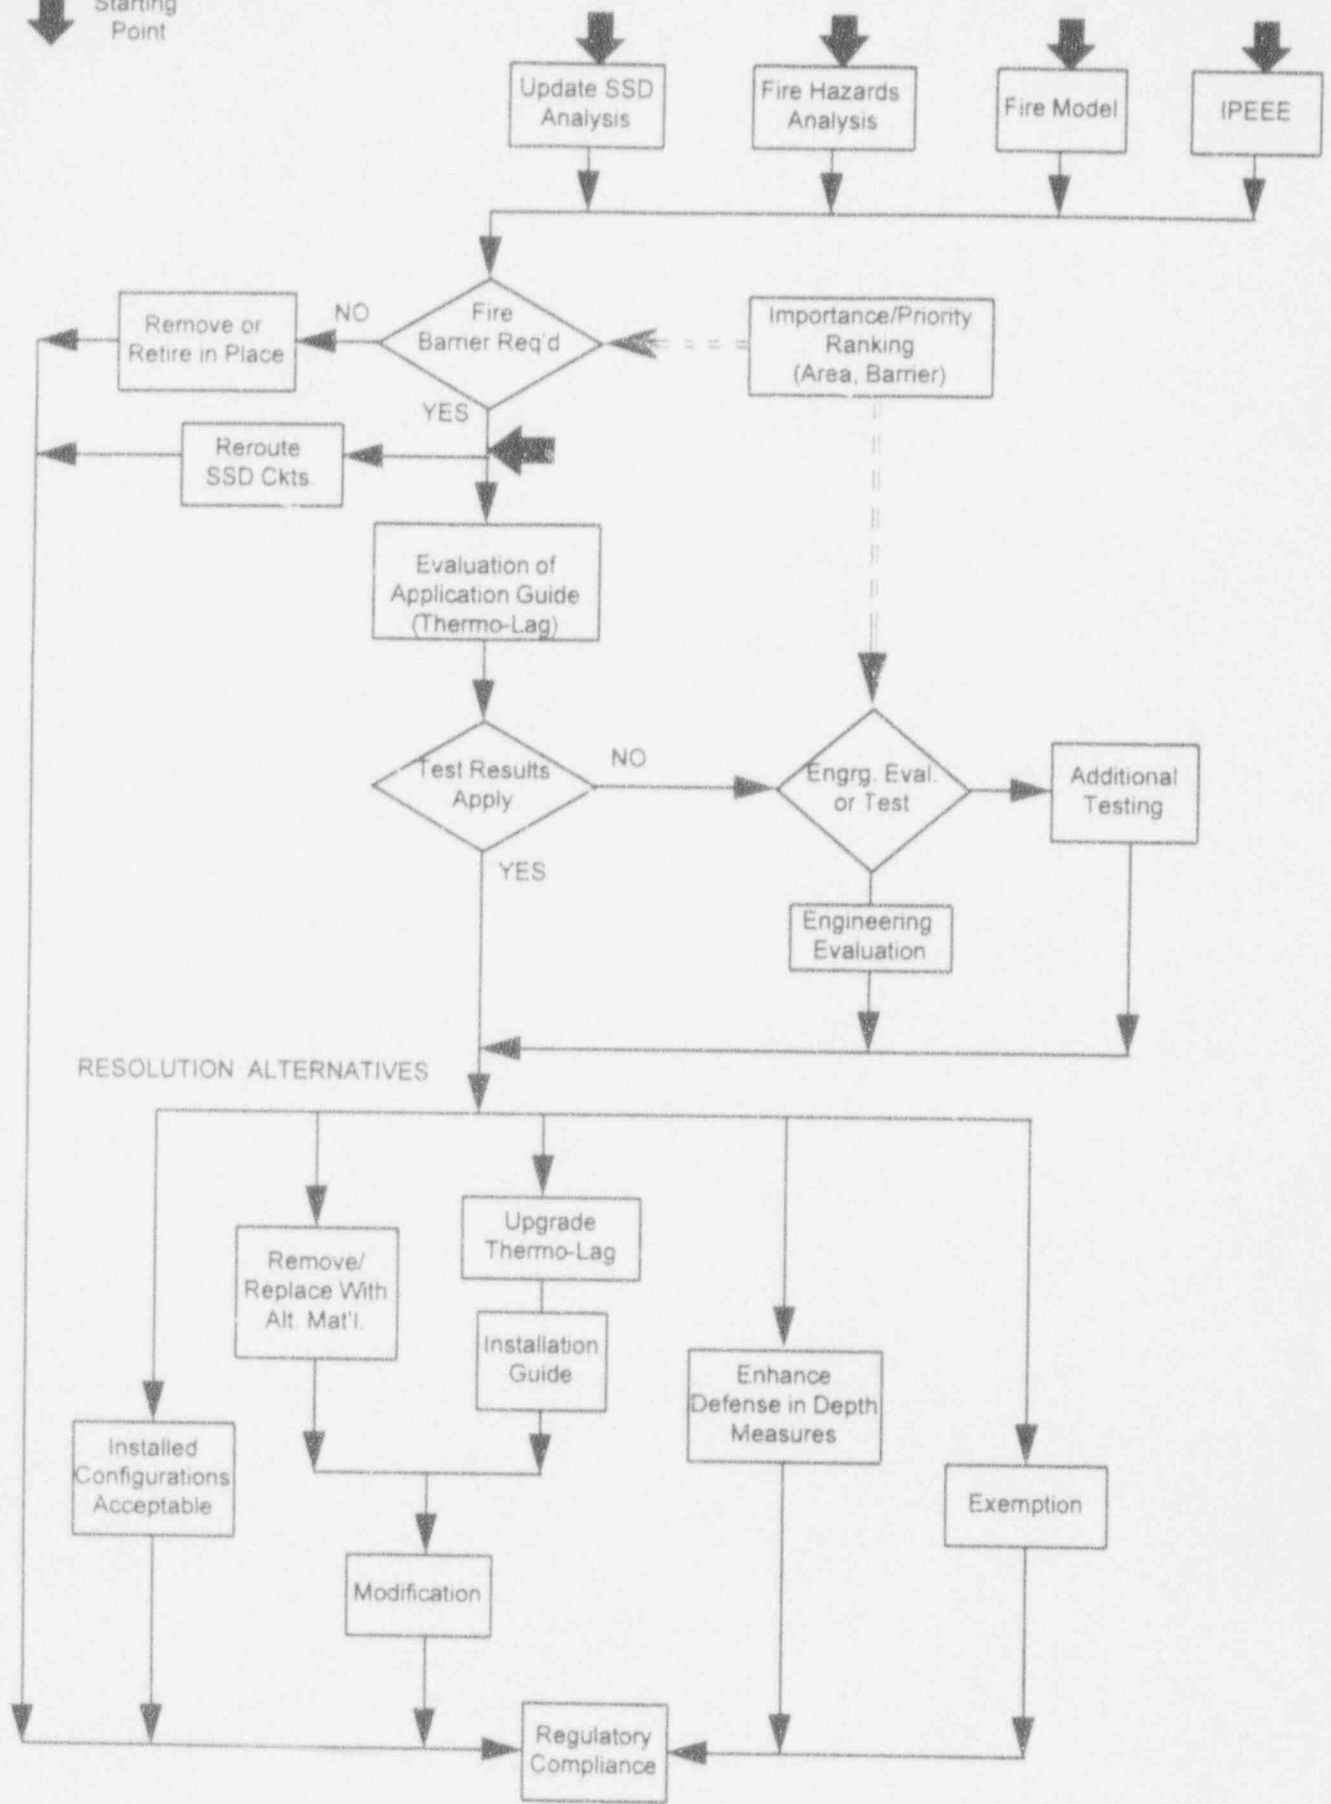 Starting
Point
Update SSD
Analysis
Fire Hazards
Analysis
Fire Model
IPEEE
Remove or
Retire in Place
NO
Fire
Barrier Req'd
Importance/Priority
Ranking
(Area, Barrier)
YES
Reroute
SSD Ckts
Evaluation of
Application Guide
(Thermo-Lag)
Test Results
Apply
NO
Engrg. Eval.
or Test
Additional
Testing
YES
Engineering
Evaluation
RESOLUTION ALTERNATIVES
Upgrade
Thermo-Lag
Remove/
Replace With
Alt. Mat'l.
Installation
Guide
Enhance
Defense in Depth
Measures
Installed
Configurations
Acceptable
Exemption
Modification
Regulatory
Compliance